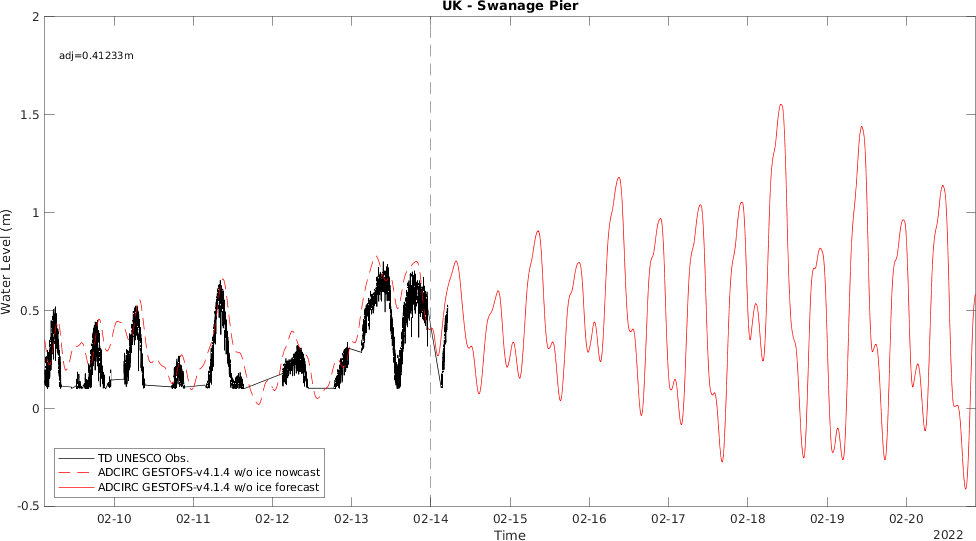 UK - Swanage Pier
2
adj=0.41233m
1.5
1
0.5
0
-0.5
Water Level (m)
TD UNESCO Obs.
ADCIRC GESTOFS-v4.1.4 w/o ice nowcast
ADCIRC GESTOFS-v4.1.4 w/o ice forecast
02-10 02-11 02-12 02-13 02-14 02-15 02-16 02-17 02-18 02-19 02-20
Time
2022